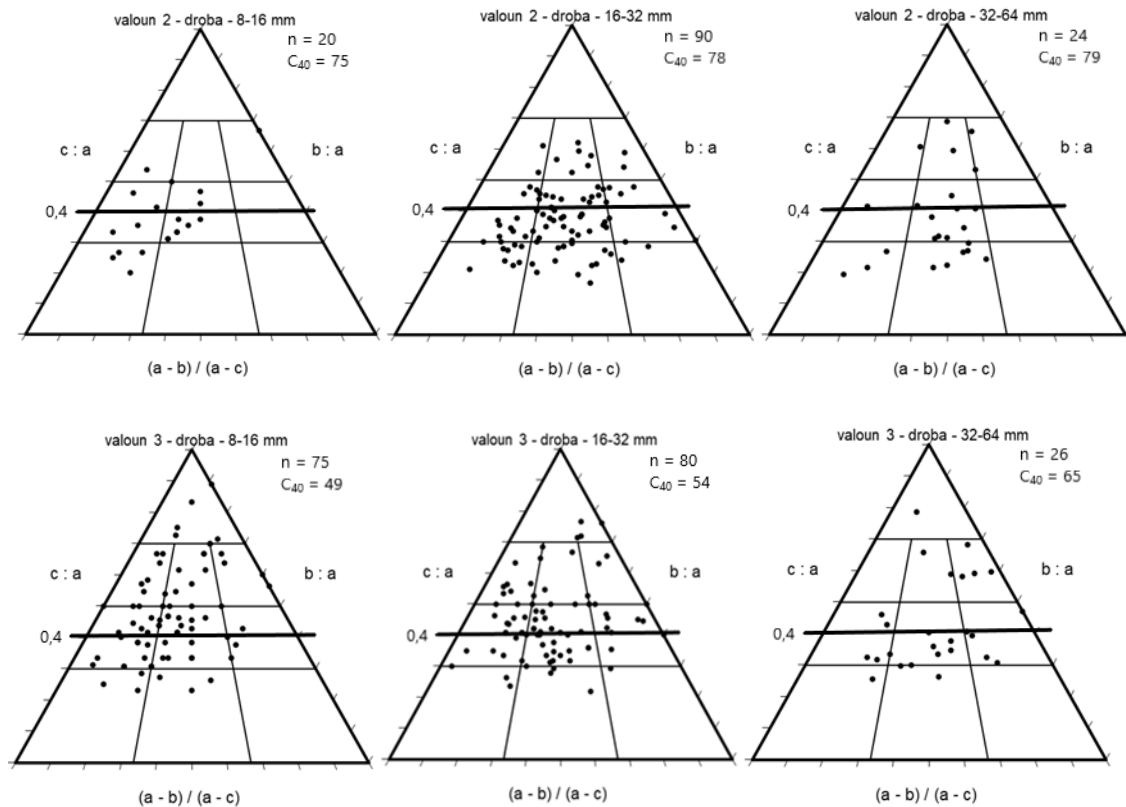 valoun 2 - droba - 8-16 mm
n = 20
C₄₀ = 75
c : a
b : a
0,4
(a - b) / (a - c)
valoun 2 - droba - 16-32 mm
n = 90
C₄₀ = 78
c : a
b : a
0,4
(a - b) / (a - c)
valoun 2 - droba - 32-64 mm
n = 24
C₄₀ = 79
c : a
b : a
0,4
(a - b) / (a - c)
valoun 3 - droba - 8-16 mm
n = 75
C₄₀ = 49
c : a
b : a
0,4
(a - b) / (a - c)
valoun 3 - droba - 16-32 mm
n = 80
C₄₀ = 54
c : a
b : a
0,4
(a - b) / (a - c)
valoun 3 - droba - 32-64 mm
n = 26
C₄₀ = 65
c : a
b : a
0,4
(a - b) / (a - c)